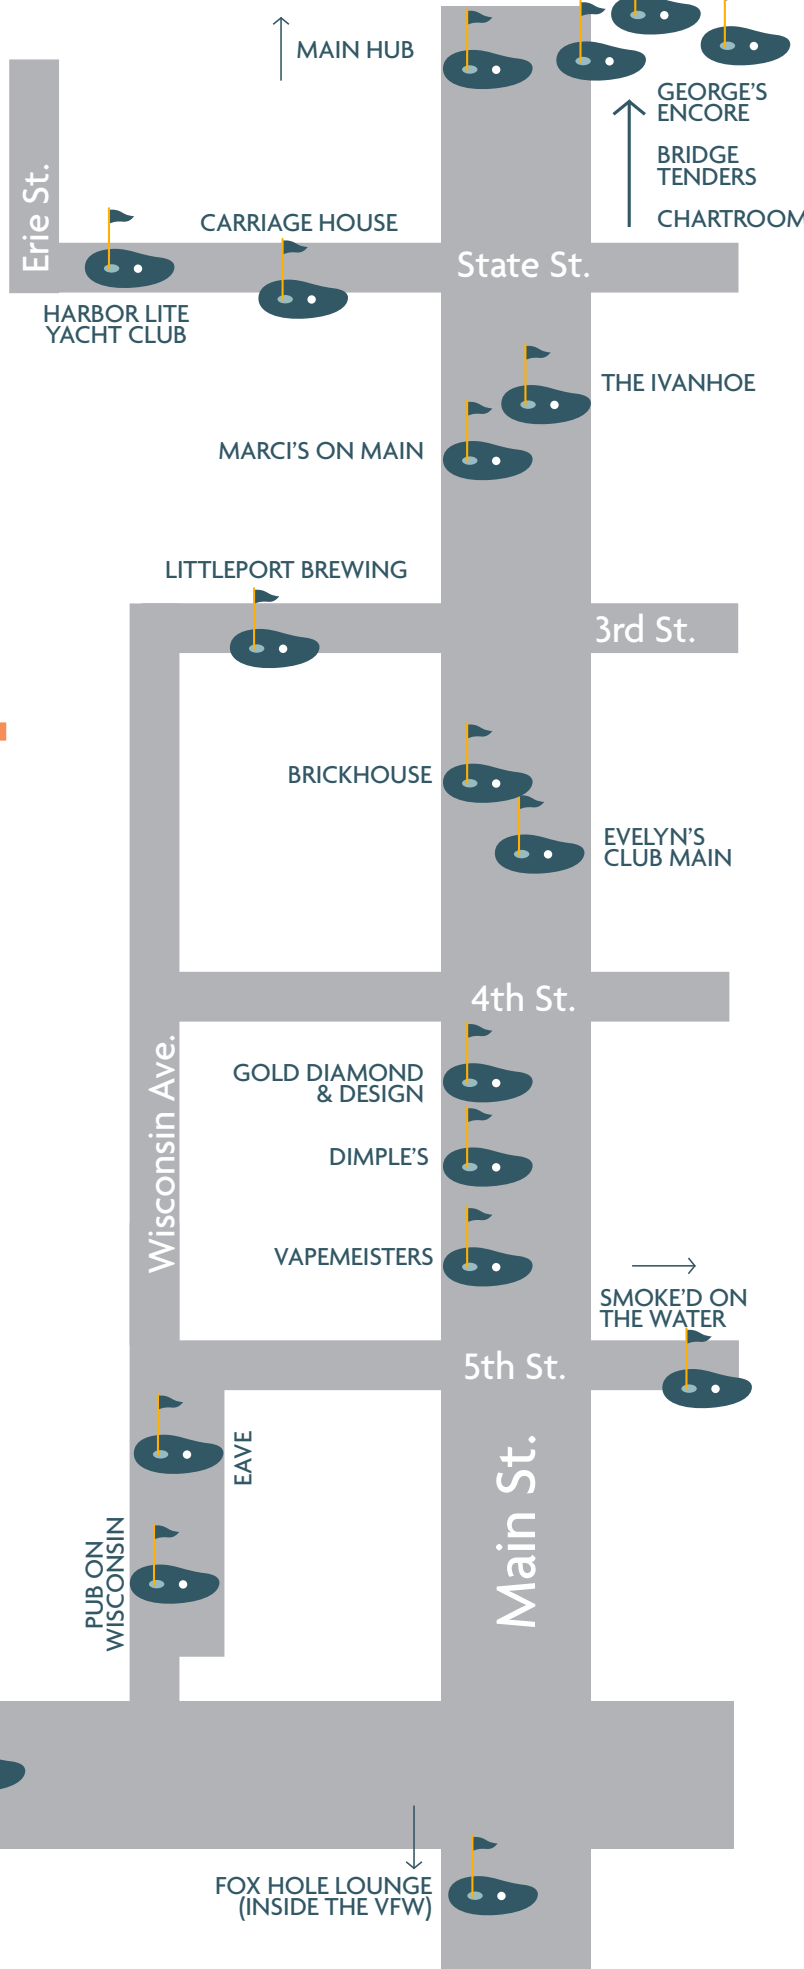 MAIN HUB
GEORGE'S
ENCORE
BRIDGE
TENDERS
CHARTROOM
Erie St.
CARRIAGE HOUSE
State St.
HARBOR LITE
YACHT CLUB
THE IVANHOE
MARCI'S ON MAIN
LITTLEPORT BREWING
3rd St.
BRICKHOUSE
EVELYN'S
CLUB MAIN
4th St.
Wisconsin Ave.
GOLD DIAMOND
& DESIGN
DIMPLE'S
VAPEMEISTERS
SMOKE'D ON
THE WATER
5th St.
EAVE
Main St.
PUB ON
WISCONSIN
FOX HOLE LOUNGE
(INSIDE THE VFW)